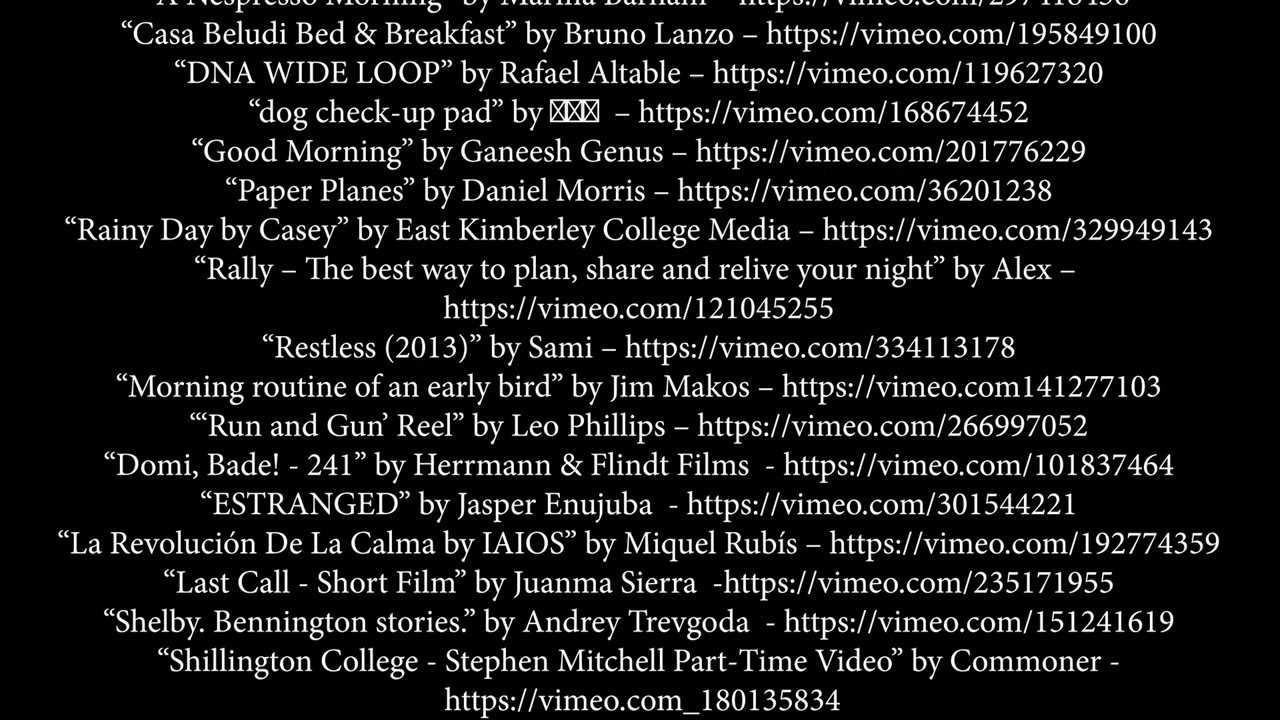 "A Nespresso Morning" by Marina Barham – https://vimeo.com/297418436
“Casa Beludi Bed & Breakfast” by Bruno Lanzo – https://vimeo.com/195849100
“DNA WIDE LOOP” by Rafael Altable – https://vimeo.com/119627320
“dog check-up pad” by – https://vimeo.com/168674452
“Good Morning” by Ganeesh Genus – https://vimeo.com/201776229
“Paper Planes” by Daniel Morris – https://vimeo.com/36201238
“Rainy Day by Casey” by East Kimberley College Media – https://vimeo.com/329949143
“Rally – The best way to plan, share and relive your night” by Alex –
https://vimeo.com/121045255
“Restless (2013)” by Sami – https://vimeo.com/334113178
“Morning routine of an early bird” by Jim Makos – https://vimeo.com141277103
“‘Run and Gun’ Reel” by Leo Phillips – https://vimeo.com/266997052
“Domi, Bade! - 241” by Herrmann & Flindt Films - https://vimeo.com/101837464
“ESTRANGED” by Jasper Enujuba - https://vimeo.com/301544221
“La Revolución De La Calma by IAIOS” by Miquel Rubís – https://vimeo.com/192774359
“Last Call - Short Film” by Juanma Sierra -https://vimeo.com/235171955
“Shelby. Bennington stories.” by Andrey Trevgoda - https://vimeo.com/151241619
“Shillington College - Stephen Mitchell Part-Time Video” by Commoner -
https://vimeo.com_180135834